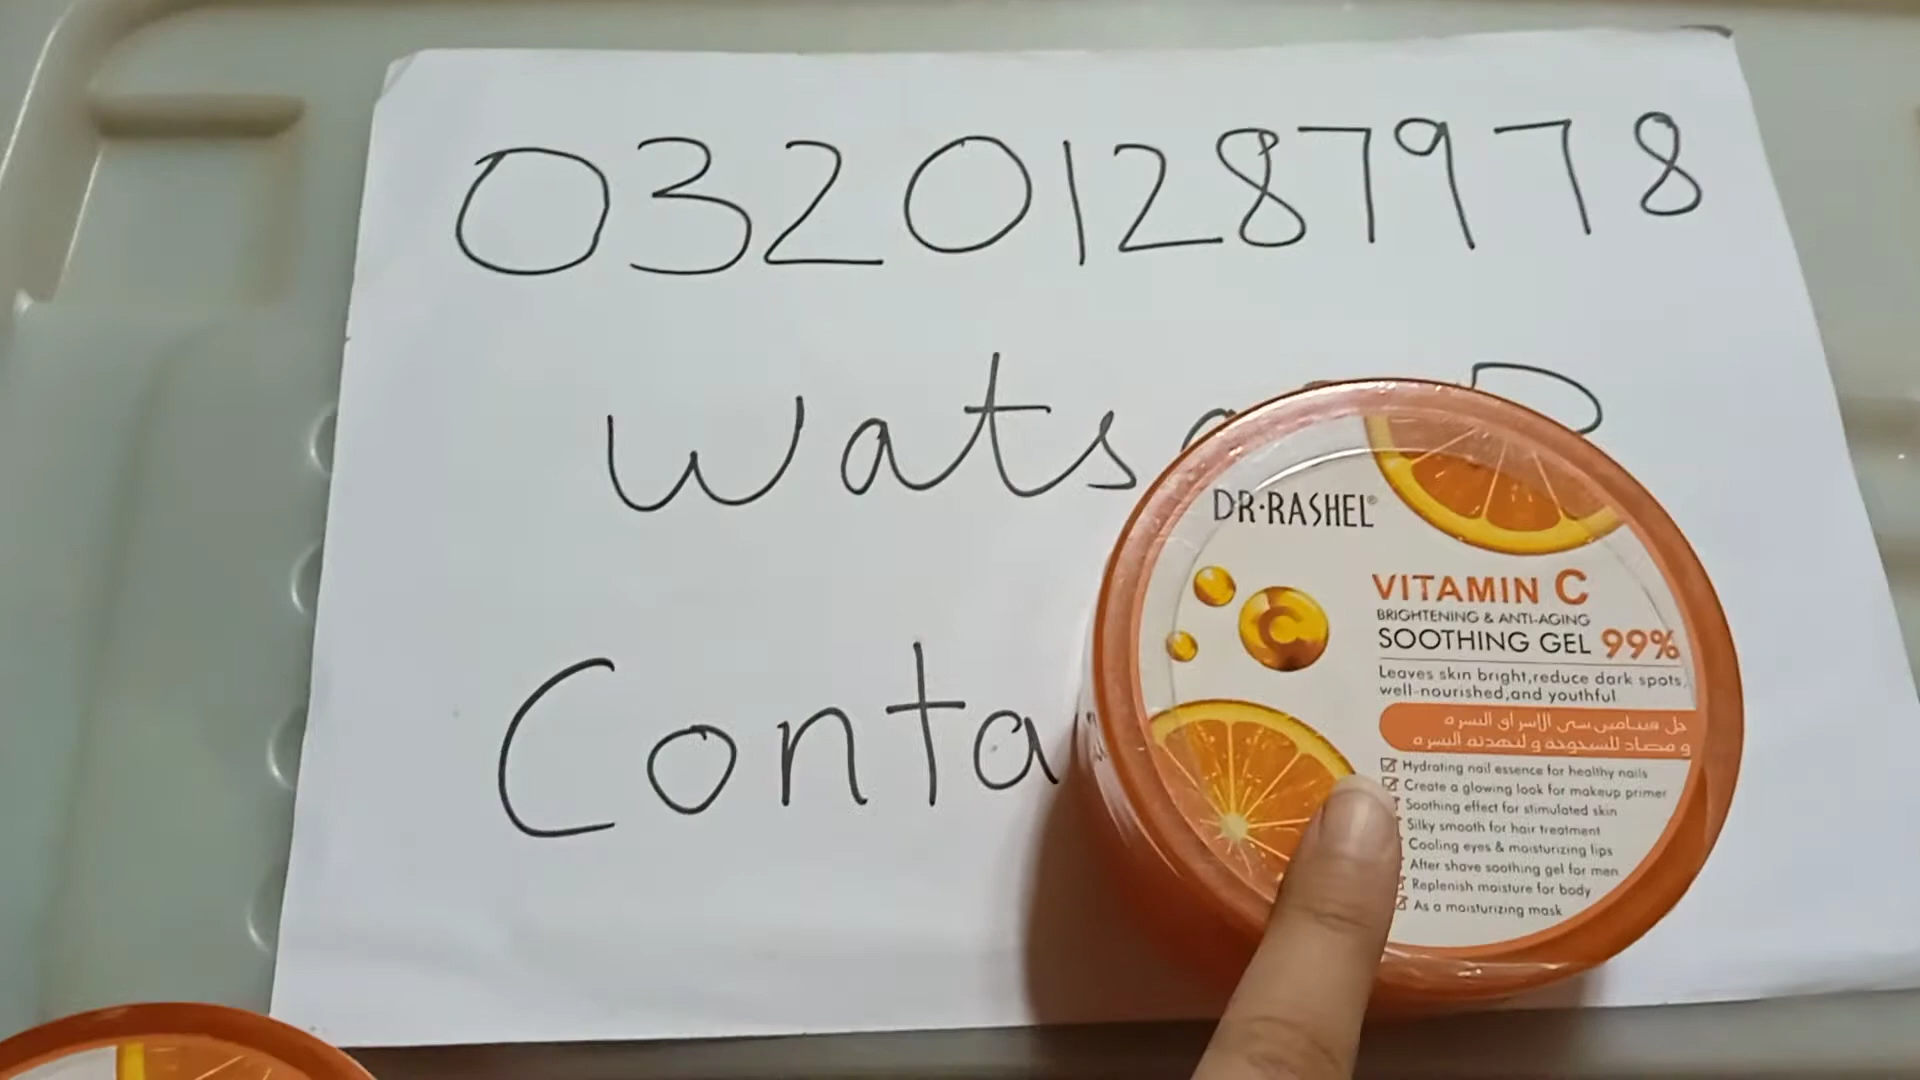 03201287978
Wats
Conta
DR·RASHEL®
VITAMIN C
BRIGHTENING & ANTI-AGING
SOOTHING GEL 99%
Leaves skin bright,reduce dark spots,
well-nourished,and youthful
Hydrating nail essence for healthy nails
Create a glowing look for makeup primer
Soothing effect for stimulated skin
Silky smooth for hair treatment
Cooling eyes & moisturizing lips
After shave soothing gel for men
Replenish moisture for body
As a moisturizing mask
C